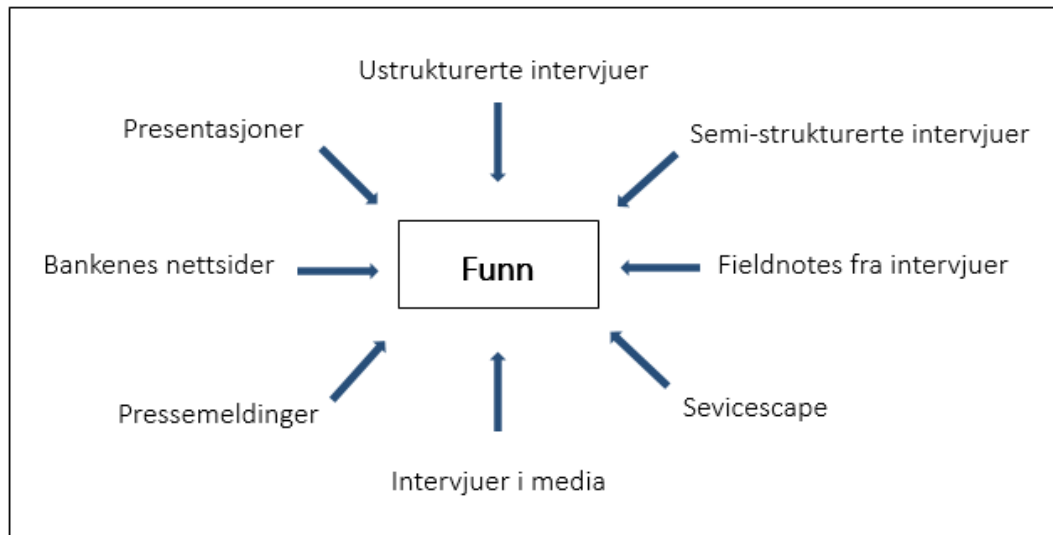 Ustrukturerte intervjuer
Presentasjoner
Semi-strukturerte intervjuer
Bankenes nettsider
Funn
Fieldnotes fra intervjuer
Pressemeldinger
Sevicescape
Intervjuer i media